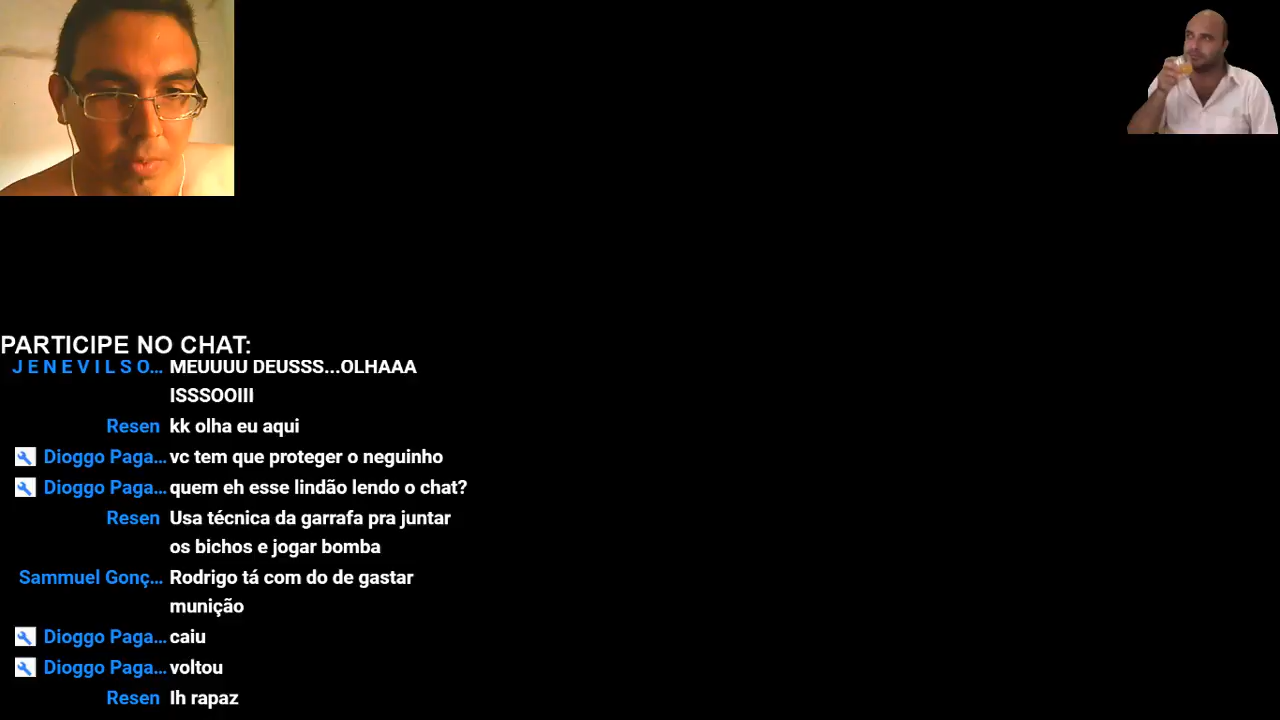 PARTICIPE NO CHAT:
J E N E V I L S O... MEUUUU DEUSSS...OLHAAA
ISSSOOIII
Resen kk olha eu aqui
Dioggo Paga... vc tem que proteger o neguinho
Dioggo Paga... quem eh esse lindão lendo o chat?
Resen Usa técnica da garrafa pra juntar
os bichos e jogar bomba
Sammuel Gonç... Rodrigo tá com do de gastar
munição
Dioggo Paga... caiu
Dioggo Paga... voltou
Resen Ih rapaz